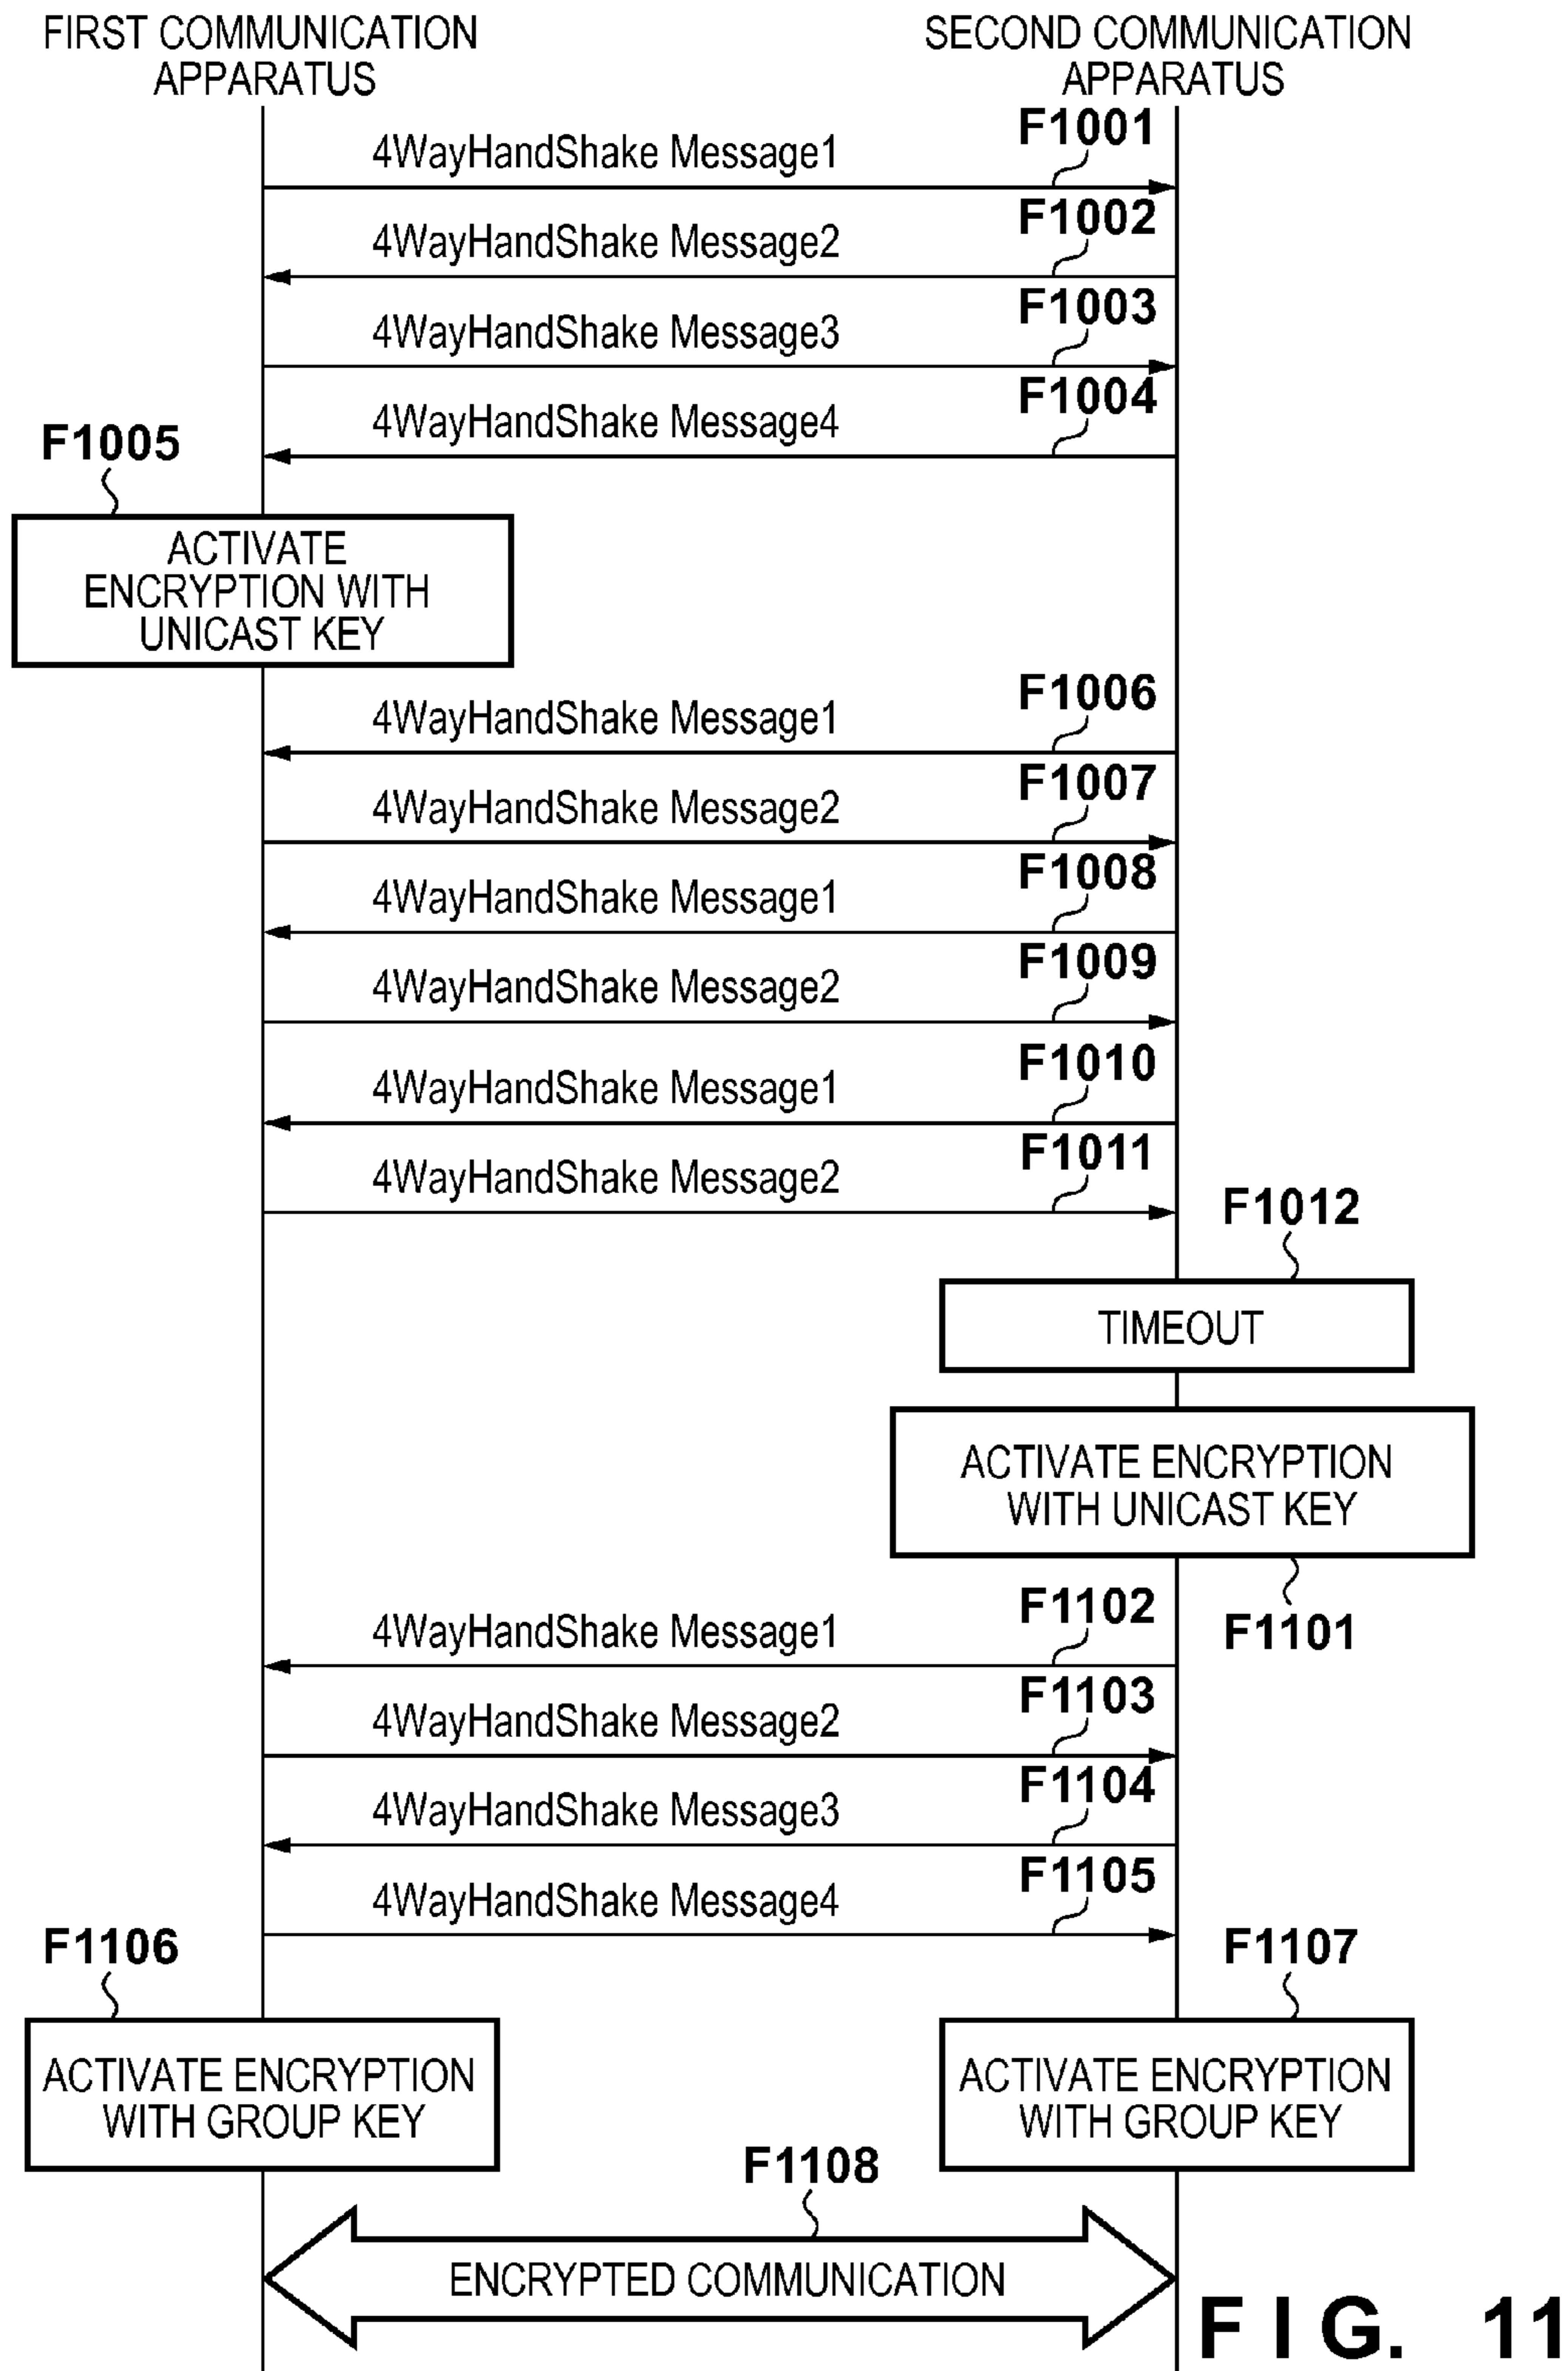 FIRST COMMUNICATION
APPARATUS
SECOND COMMUNICATION
APPARATUS
F1001
4WayHandShake Message1
F1002
4WayHandShake Message2
F1003
4WayHandShake Message3
F1004
4WayHandShake Message4
F1005
ACTIVATE
ENCRYPTION WITH
UNICAST KEY
F1006
4WayHandShake Message1
F1007
4WayHandShake Message2
F1008
4WayHandShake Message1
F1009
4WayHandShake Message2
F1010
4WayHandShake Message1
F1011
4WayHandShake Message2
F1012
TIMEOUT
ACTIVATE ENCRYPTION
WITH UNICAST KEY
F1101
F1102
4WayHandShake Message1
F1103
4WayHandShake Message2
F1104
4WayHandShake Message3
F1105
4WayHandShake Message4
F1106
F1107
ACTIVATE ENCRYPTION
WITH GROUP KEY
ACTIVATE ENCRYPTION
WITH GROUP KEY
F1108
ENCRYPTED COMMUNICATION
FIG. 11